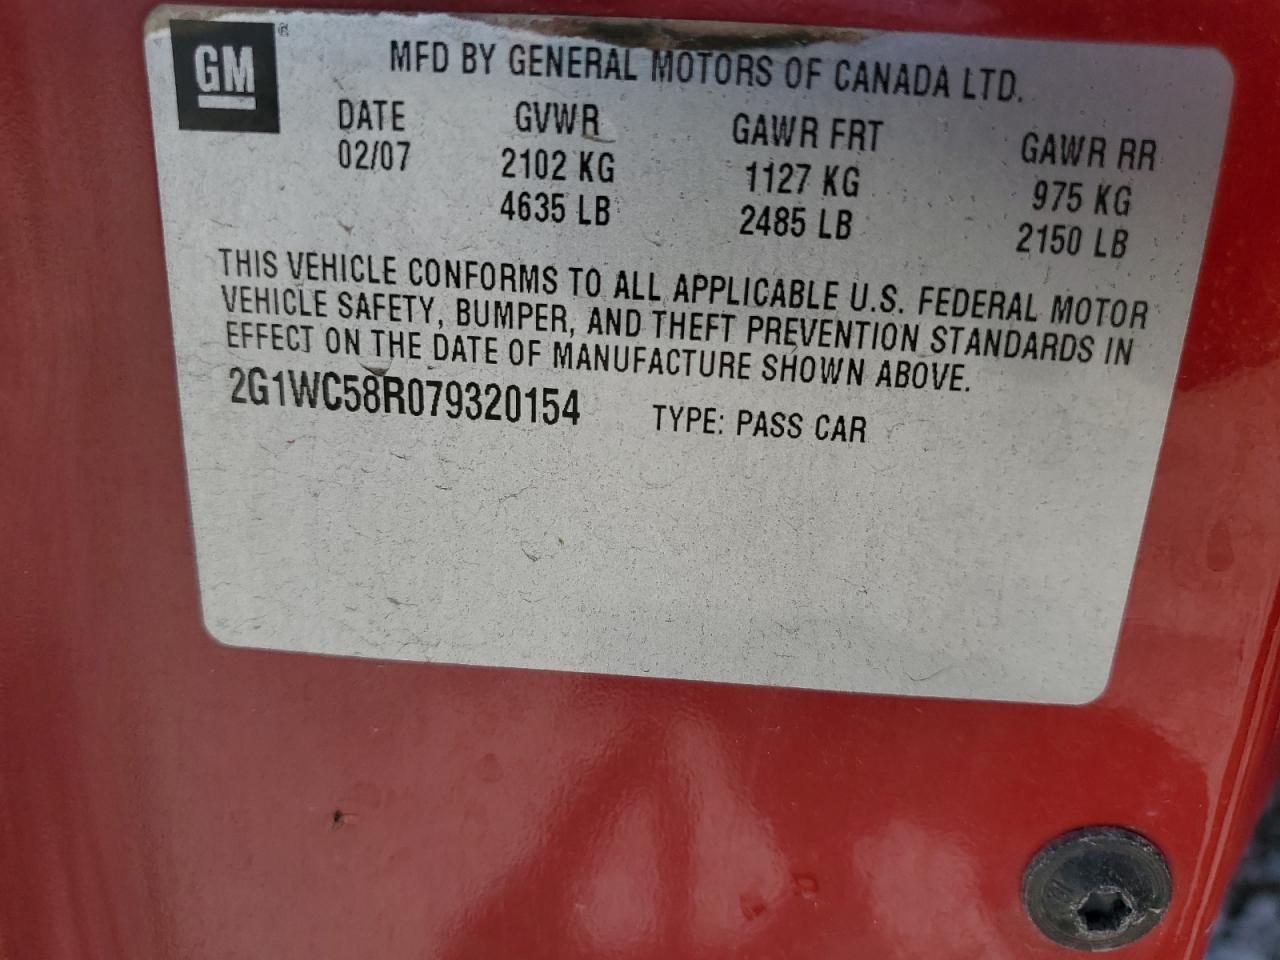 GM
MFD BY GENERAL MOTORS OF CANADA LTD.
DATE GVWR GAWR FRT GAWR RR
02/07 2102 KG 1127 KG 975 KG
4635 LB 2485 LB 2150 LB
THIS VEHICLE CONFORMS TO ALL APPLICABLE U.S. FEDERAL MOTOR
VEHICLE SAFETY, BUMPER, AND THEFT PREVENTION STANDARDS IN
EFFECT ON THE DATE OF MANUFACTURE SHOWN ABOVE.
2G1WC58R079320154 TYPE: PASS CAR